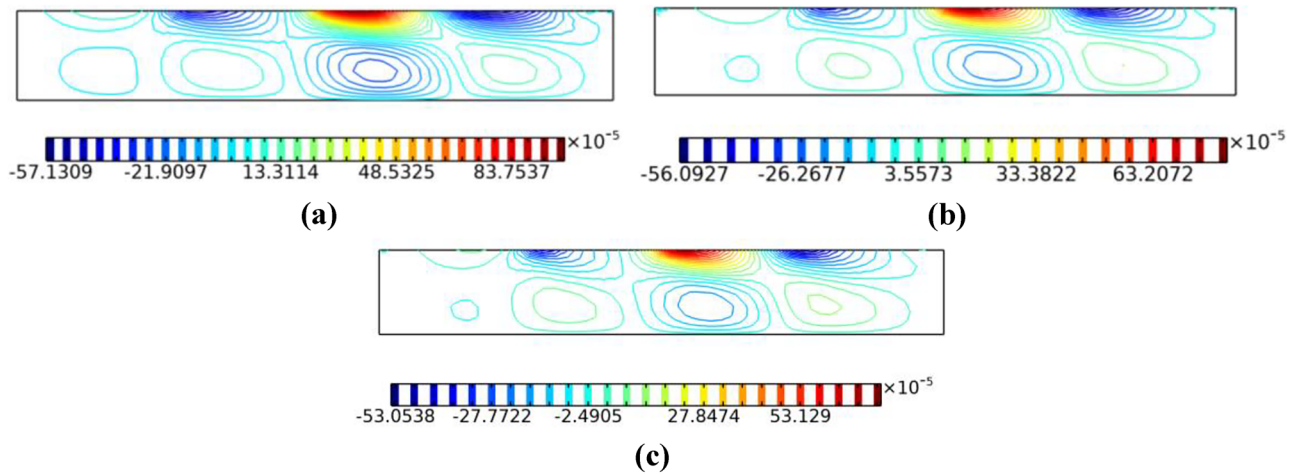 ×10⁻⁵
-57.1309 -21.9097 13.3114 48.5325 83.7537
(a)
×10⁻⁵
-56.0927 -26.2677 3.5573 33.3822 63.2072
(b)
×10⁻⁵
-53.0538 -27.7722 -2.4905 27.8474 53.129
(c)